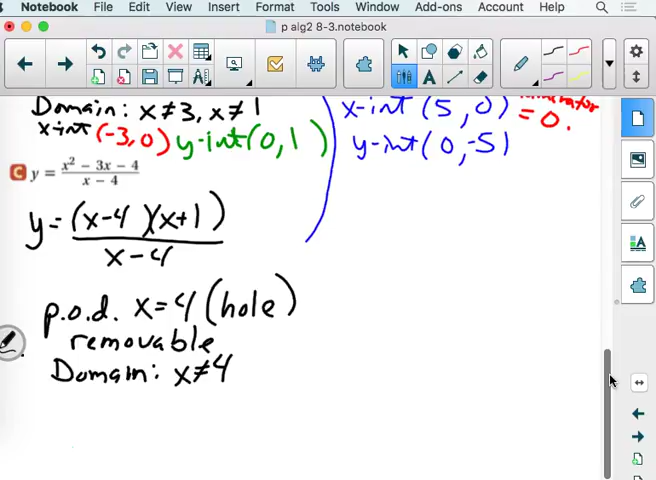 Notebook File Edit View Insert Format Tools Window Add-ons Account Help
p alg2 8-3.notebook
Domain: x≠3, x≠1
x-int (-3,0) y-int(0,1)
x-int (5,0)
= 0.
y-int(0,-5)
C y = x² − 3x − 4 / x − 4
y = (x-4)(x+1) / x-4
p.o.d. x=4 (hole)
removable
Domain: x≠4